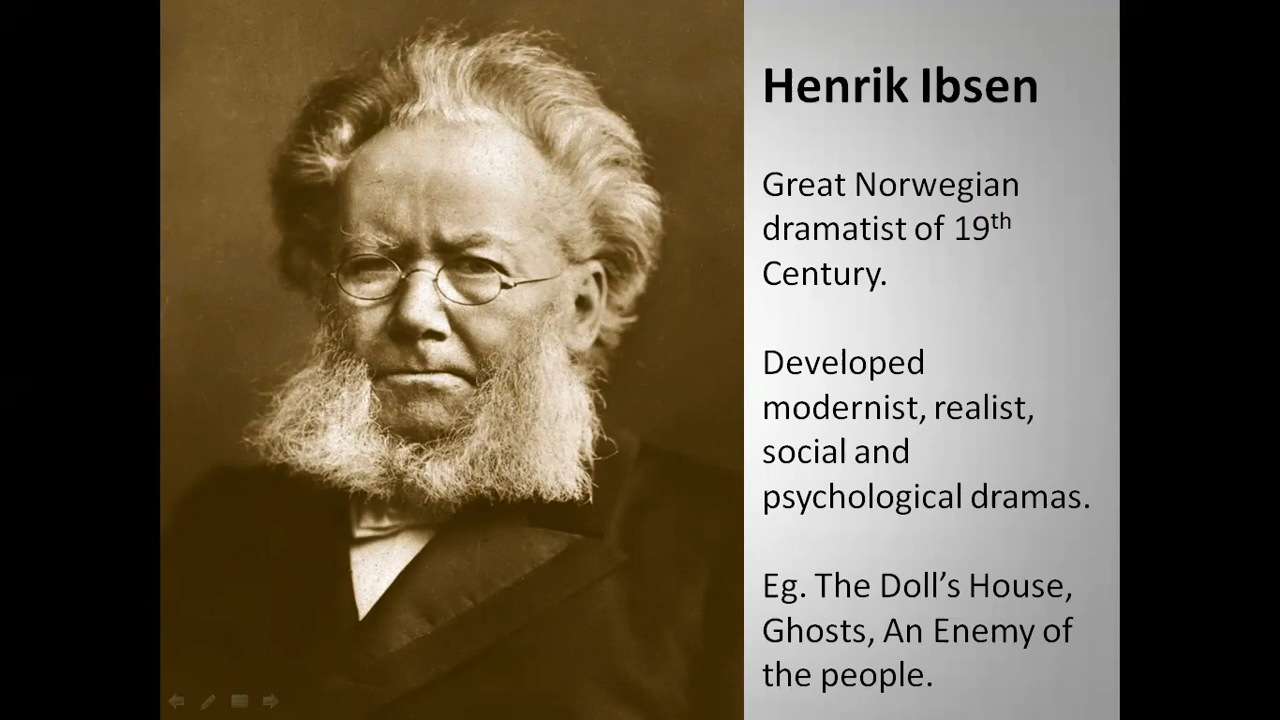 Henrik Ibsen
Great Norwegian
dramatist of 19th
Century.
Developed
modernist, realist,
social and
psychological dramas.
Eg. The Doll’s House,
Ghosts, An Enemy of
the people.